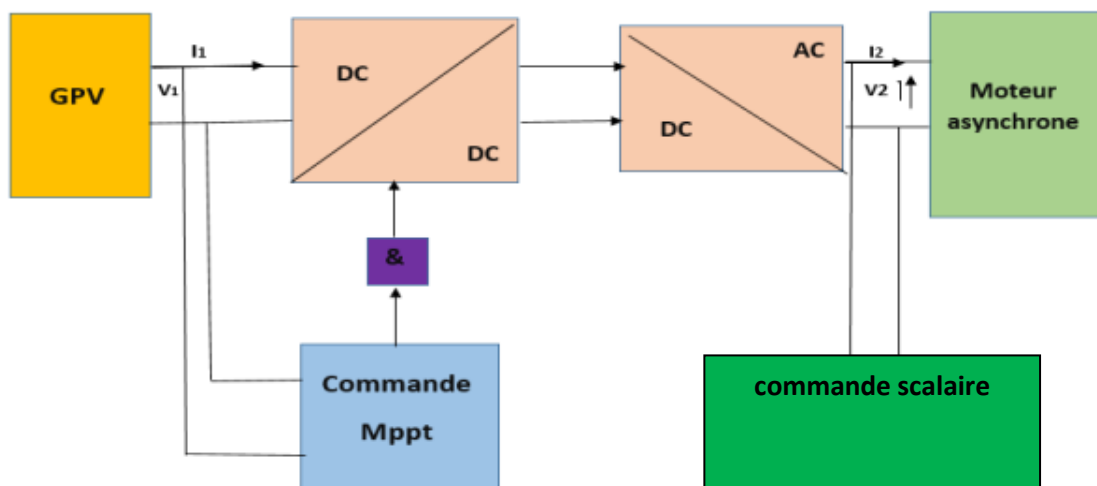 GPV
I1
V1
DC
DC
AC
DC
I2
V2
Moteur
asynchrone
&
Commande
Mppt
commande scalaire